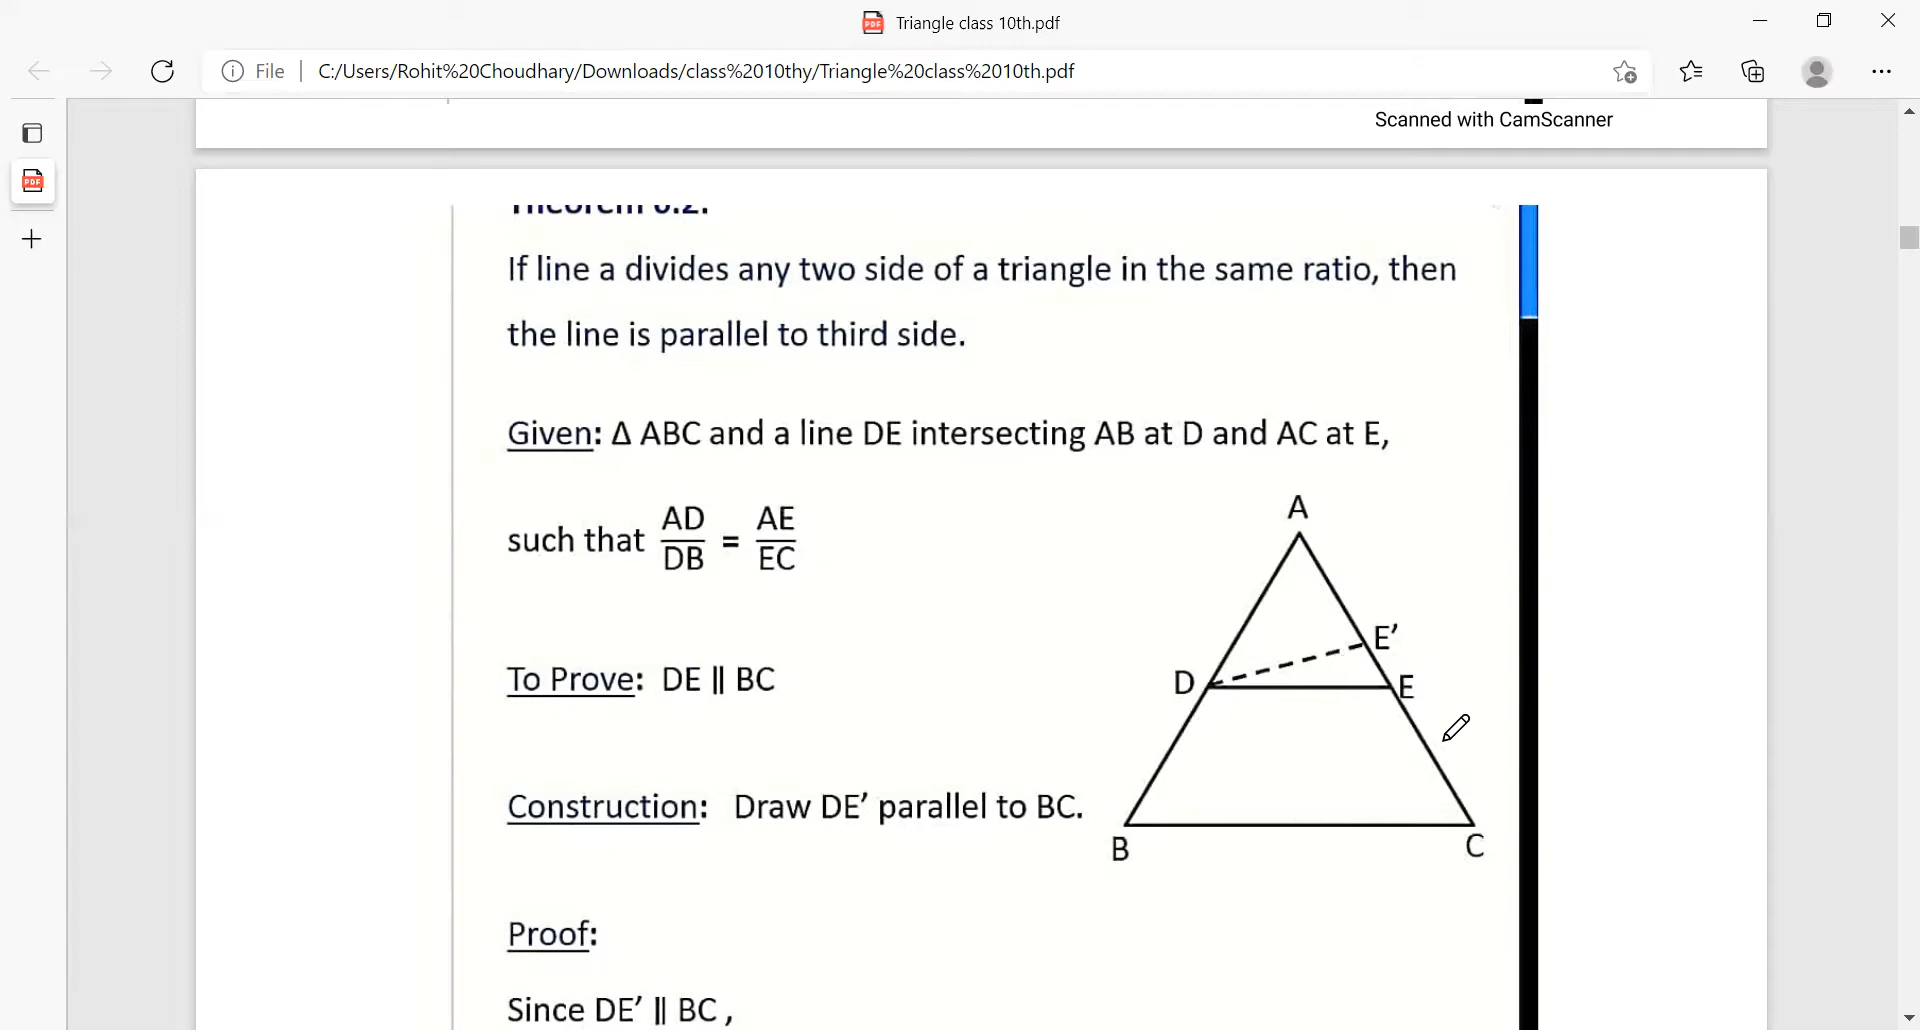 Triangle class 10th.pdf
File
C:/Users/Rohit%20Choudhary/Downloads/class%2010thy/Triangle%20class%2010th.pdf
Scanned with CamScanner
Theorem 6.2:
If line a divides any two side of a triangle in the same ratio, then
the line is parallel to third side.
Given: Δ ABC and a line DE intersecting AB at D and AC at E,
such that AD/DB = AE/EC
A
E′
D
E
To Prove: DE ∥ BC
Construction: Draw DE′ parallel to BC.
B
C
Proof:
Since DE′ ∥ BC ,